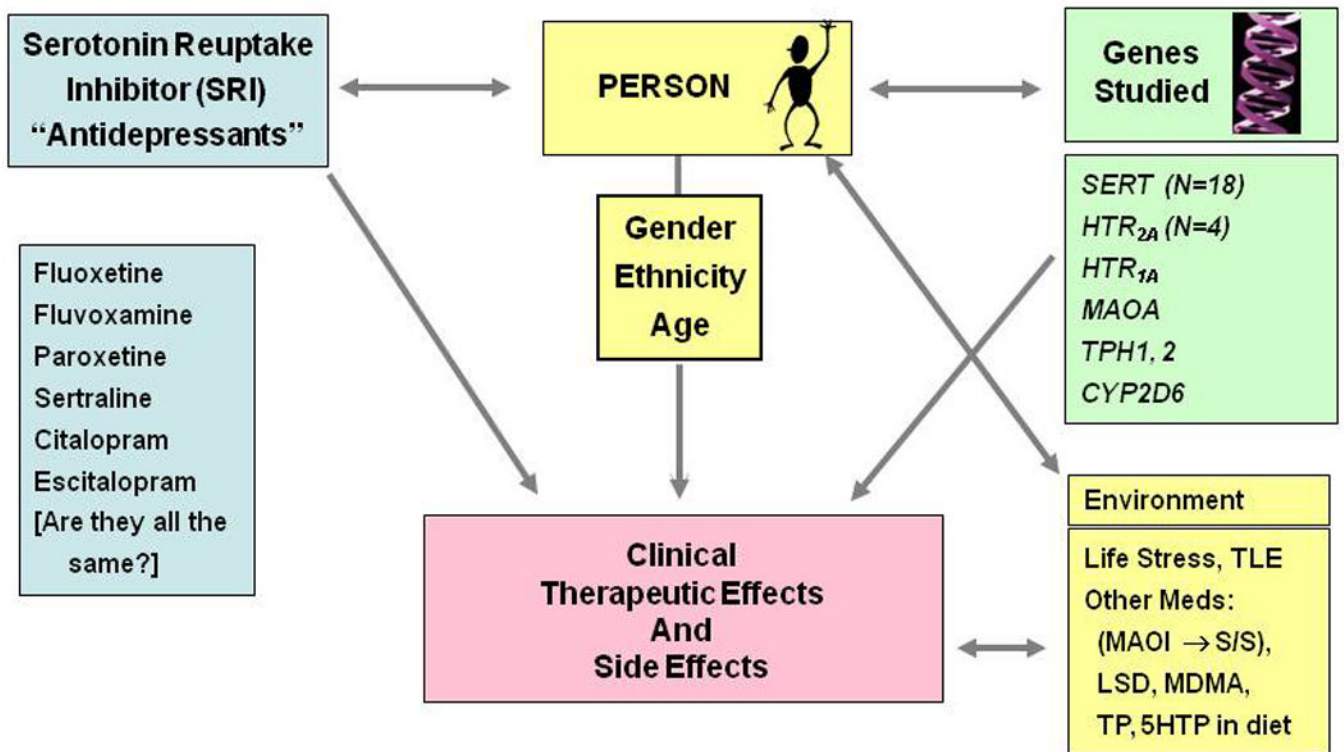 Serotonin Reuptake
Inhibitor (SRI)
“Antidepressants”
PERSON
Genes
Studied
SERT (N=18)
HTR2A (N=4)
HTR1A
MAOA
TPH1, 2
CYP2D6
Gender
Ethnicity
Age
Fluoxetine
Fluvoxamine
Paroxetine
Sertraline
Citalopram
Escitalopram
[Are they all the
same?]
Clinical
Therapeutic Effects
And
Side Effects
Environment
Life Stress, TLE
Other Meds:
(MAOI → S/S),
LSD, MDMA,
TP, 5HTP in diet